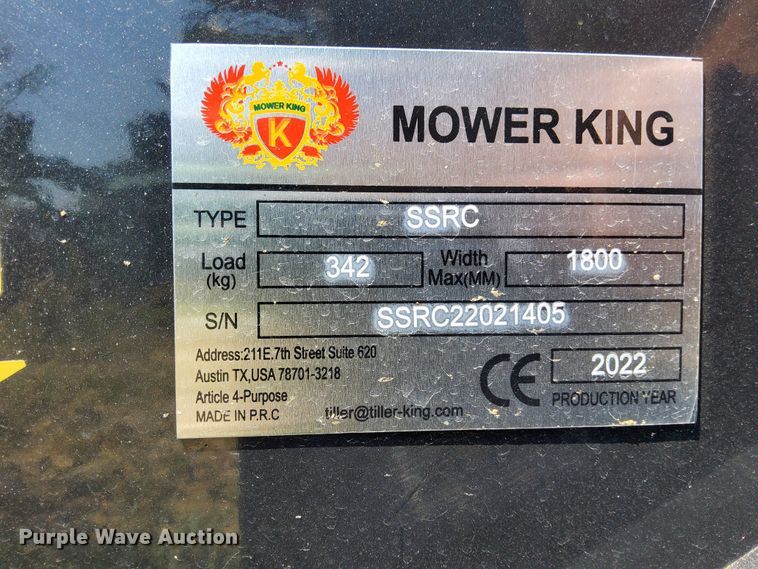 MOWER KING
K
MOWER KING
TYPE SSRC
Load (kg) 342 Width Max(MM) 1800
S/N SSRC22021405
Address:211E.7th Street Suite 620
Austin TX,USA 78701-3218
Article 4-Purpose
MADE IN P.R.C tiller@tiller-king.com
CE 2022
PRODUCTION YEAR
Purple Wave Auction